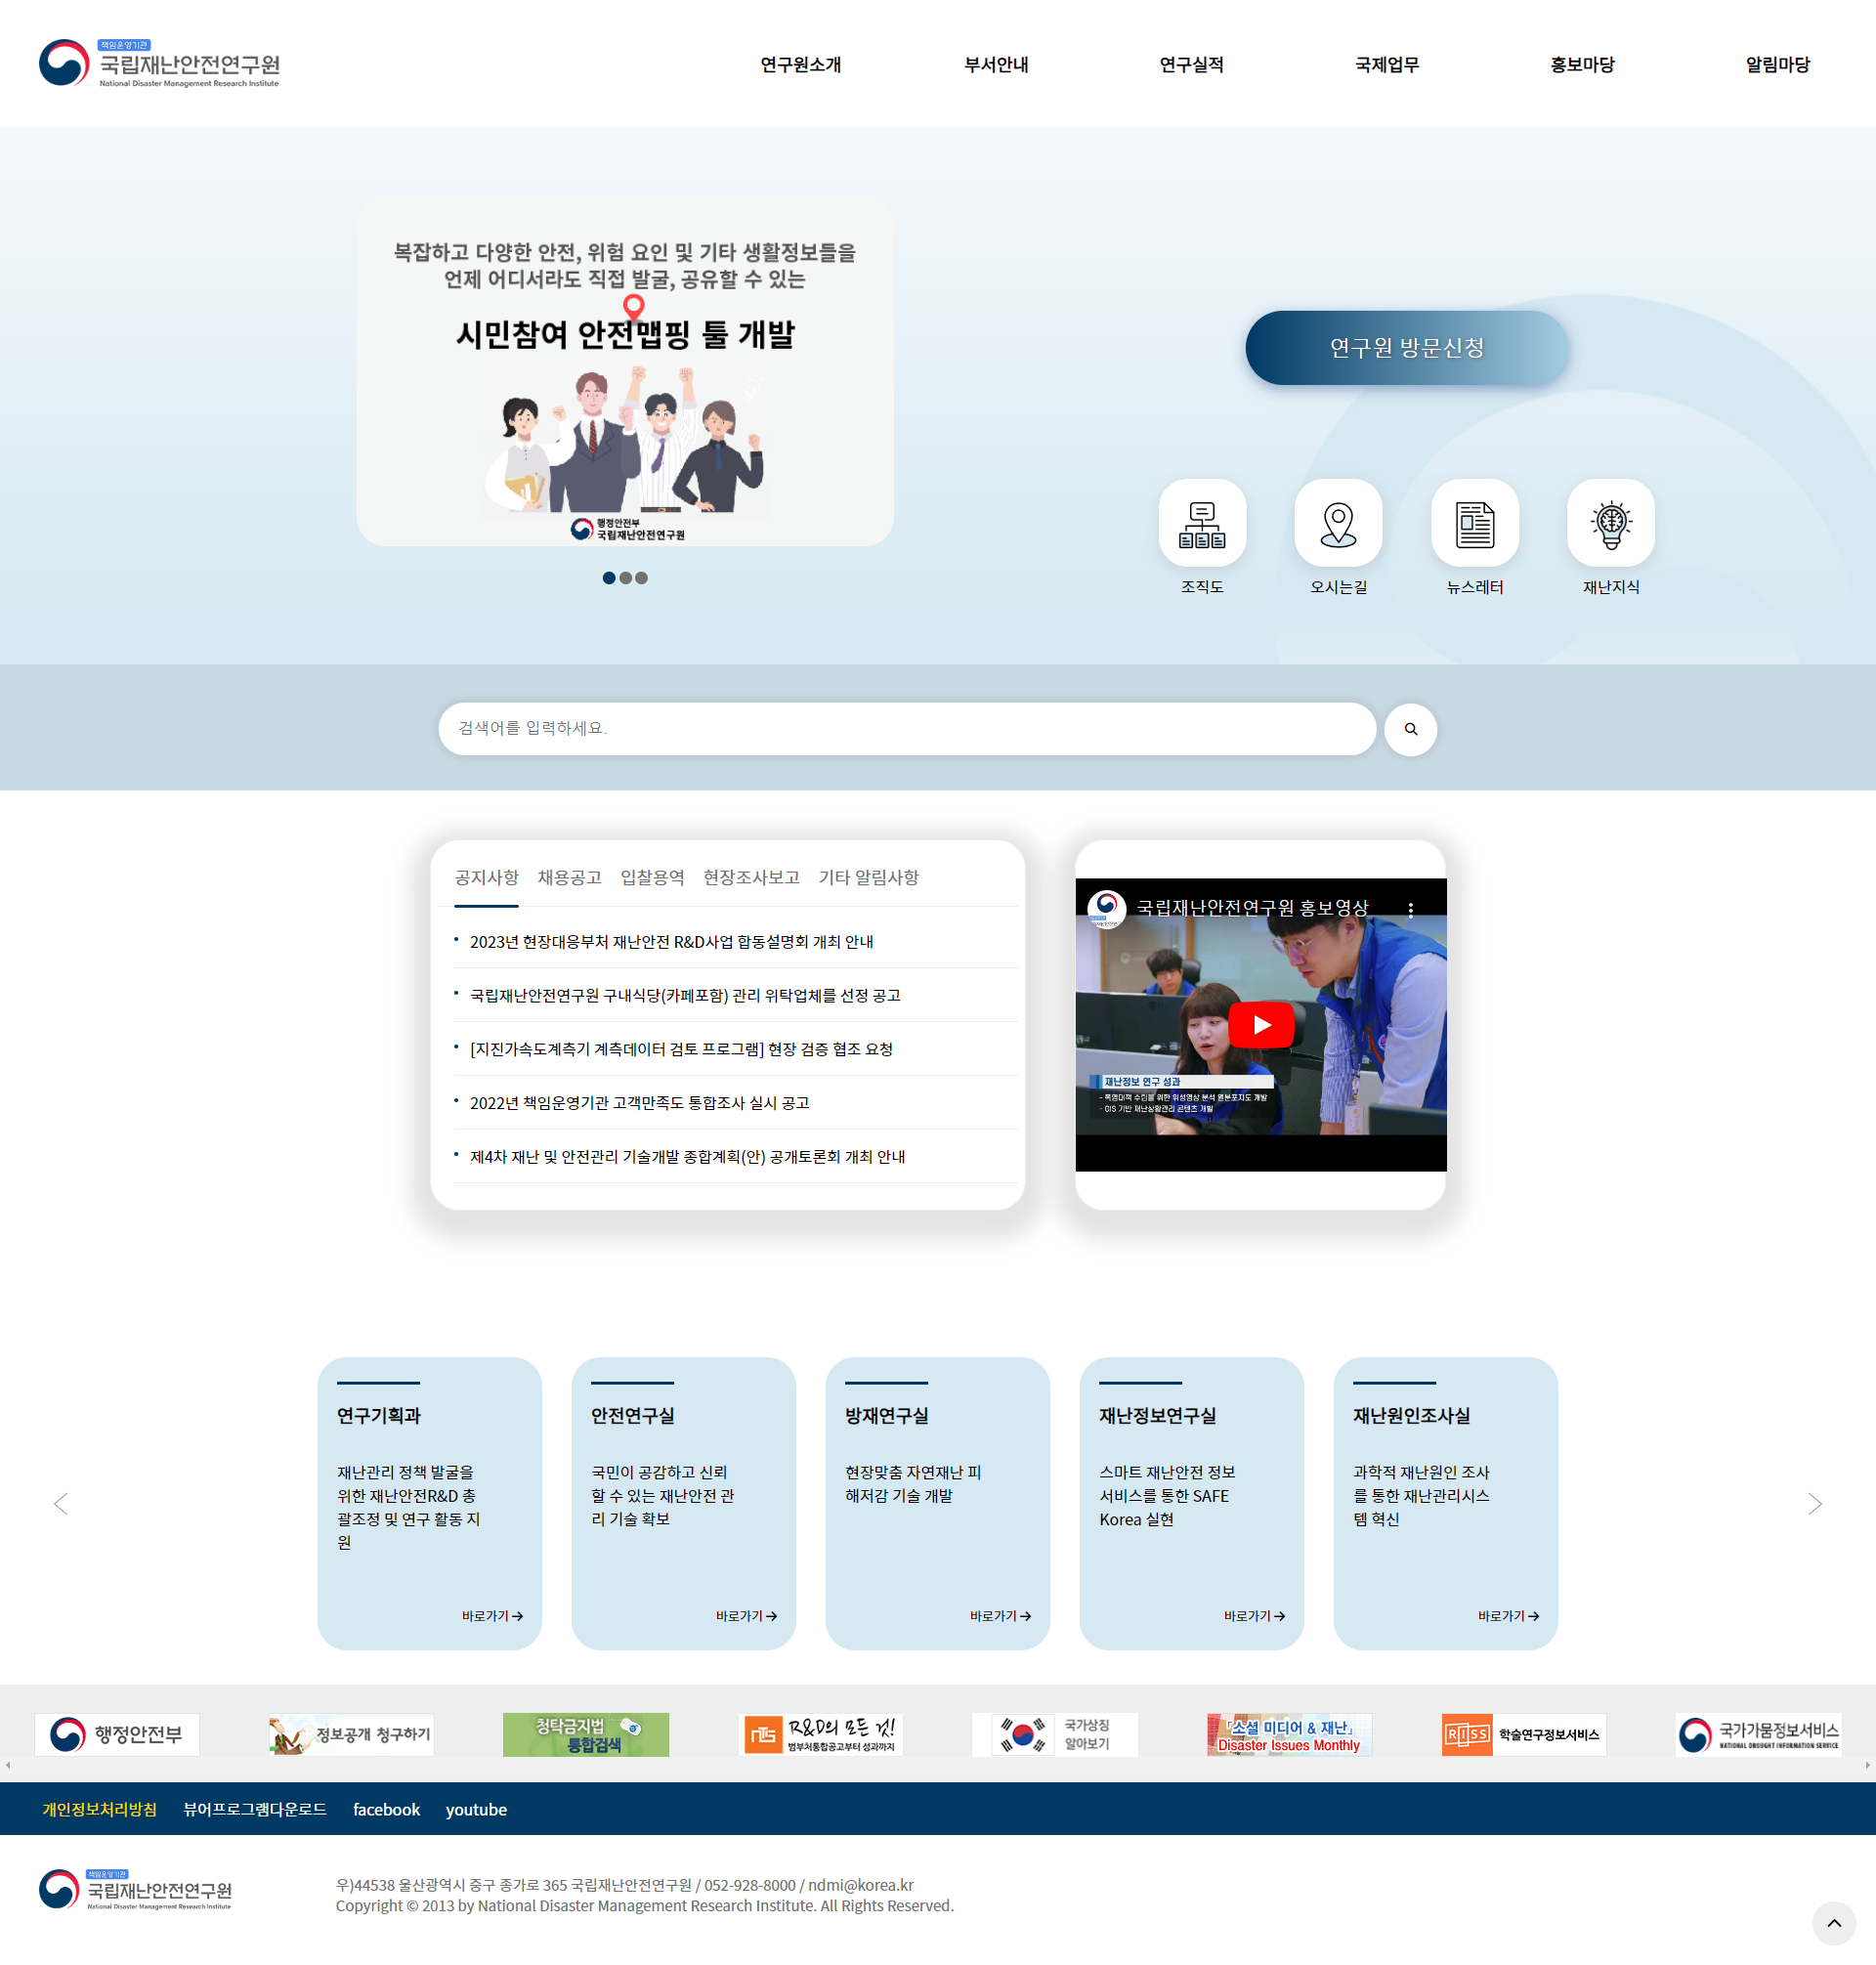 책임운영기관
국립재난안전연구원
National Disaster Management Research Institute
연구원소개
부서안내
연구실적
국제업무
홍보마당
알림마당
복잡하고 다양한 안전, 위험 요인 및 기타 생활정보들을
언제 어디서라도 직접 발굴, 공유할 수 있는
시민참여 안전맵핑 툴 개발
행정안전부
국립재난안전연구원
연구원 방문신청
조직도
오시는길
뉴스레터
재난지식
검색어를 입력하세요.
공지사항
채용공고
입찰용역
현장조사보고
기타 알림사항
2023년 현장대응부처 재난안전 R&D사업 합동설명회 개최 안내
국립재난안전연구원 구내식당(카페포함) 관리 위탁업체를 선정 공고
[지진가속도계측기 계측데이터 검토 프로그램] 현장 검증 협조 요청
2022년 책임운영기관 고객만족도 통합조사 실시 공고
제4차 재난 및 안전관리 기술개발 종합계획(안) 공개토론회 개최 안내
국립재난안전연구원 홍보영상
재난정보 연구 성과
- 폭염대책 수립을 위한 위성영상 분석 열분포지도 개발
- GIS 기반 재난상황관리 콘텐츠 개발
연구기획과
재난관리 정책 발굴을
위한 재난안전R&D 총
괄조정 및 연구 활동 지
원
바로가기
안전연구실
국민이 공감하고 신뢰
할 수 있는 재난안전 관
리 기술 확보
바로가기
방재연구실
현장맞춤 자연재난 피
해저감 기술 개발
바로가기
재난정보연구실
스마트 재난안전 정보
서비스를 통한 SAFE
Korea 실현
바로가기
재난원인조사실
과학적 재난원인 조사
를 통한 재난관리시스
템 혁신
바로가기
행정안전부
정보공개 청구하기
청탁금지법
통합검색
NTIS
R&D의 모든 것!
범부처통합공고부터 성과까지
국가상징
알아보기
「소셜 미디어 & 재난」
Disaster Issues Monthly
RISS
학술연구정보서비스
국가가뭄정보서비스
NATIONAL DROUGHT INFORMATION SERVICE
개인정보처리방침
뷰어프로그램다운로드
facebook
youtube
책임운영기관
국립재난안전연구원
National Disaster Management Research Institute
우)44538 울산광역시 중구 종가로 365 국립재난안전연구원 / 052-928-8000 / ndmi@korea.kr
Copyright © 2013 by National Disaster Management Research Institute. All Rights Reserved.